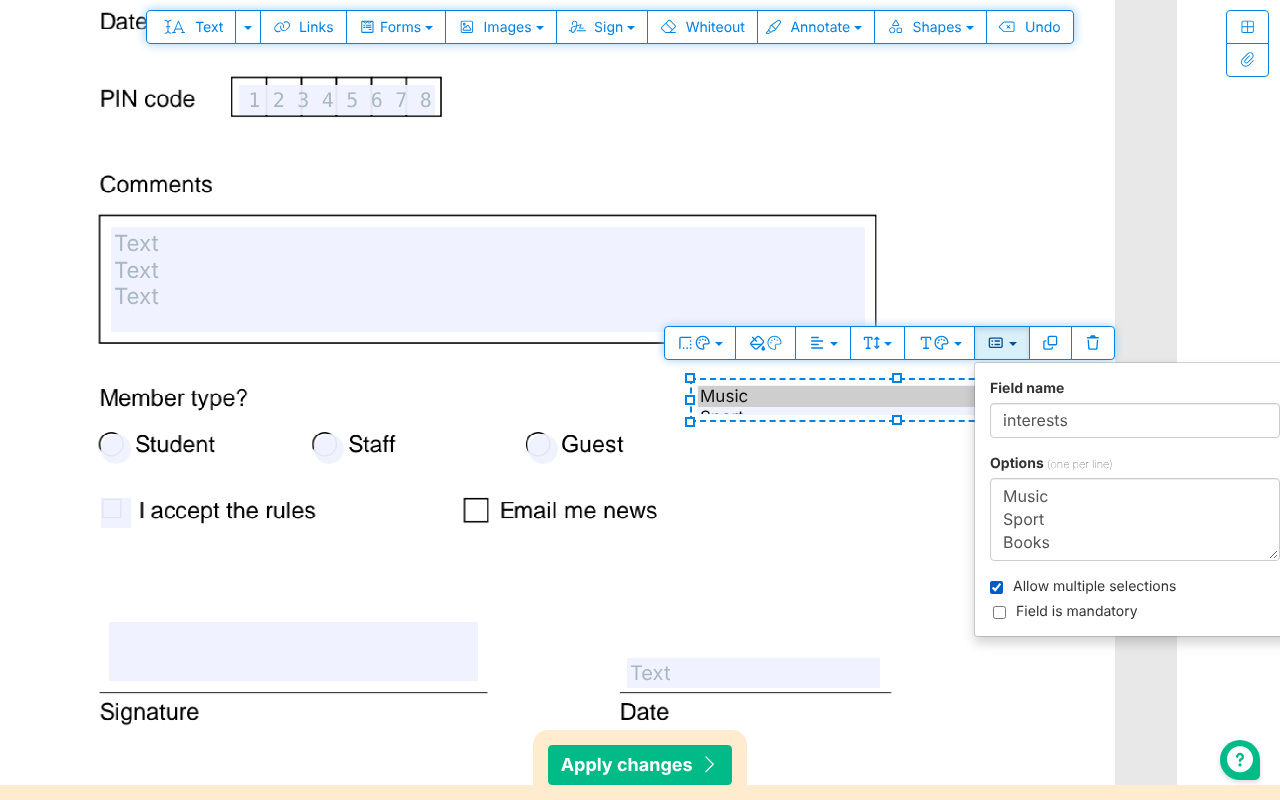 Date
Text Links Forms Images Sign Whiteout Annotate Shapes Undo
PIN code 1 2 3 4 5 6 7 8
Comments
Text
Text
Text
Member type?
Music
Sport
Student Staff Guest
I accept the rules Email me news
Field name
interests
Options (one per line)
Music
Sport
Books
Allow multiple selections
Field is mandatory
Text
Signature Date
Apply changes
?